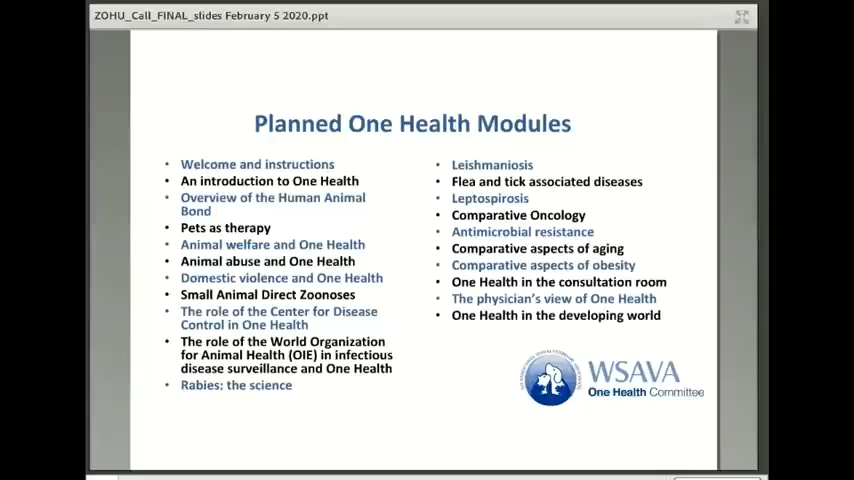 ZOHU_Call_FINAL_slides February 5 2020.ppt
Planned One Health Modules
• Welcome and instructions
• An introduction to One Health
• Overview of the Human Animal
Bond
• Pets as therapy
• Animal welfare and One Health
• Animal abuse and One Health
• Domestic violence and One Health
• Small Animal Direct Zoonoses
• The role of the Center for Disease
Control in One Health
• The role of the World Organization
for Animal Health (OIE) in infectious
disease surveillance and One Health
• Rabies: the science
• Leishmaniosis
• Flea and tick associated diseases
• Leptospirosis
• Comparative Oncology
• Antimicrobial resistance
• Comparative aspects of aging
• Comparative aspects of obesity
• One Health in the consultation room
• The physician's view of One Health
• One Health in the developing world
WSAVA
One Health Committee